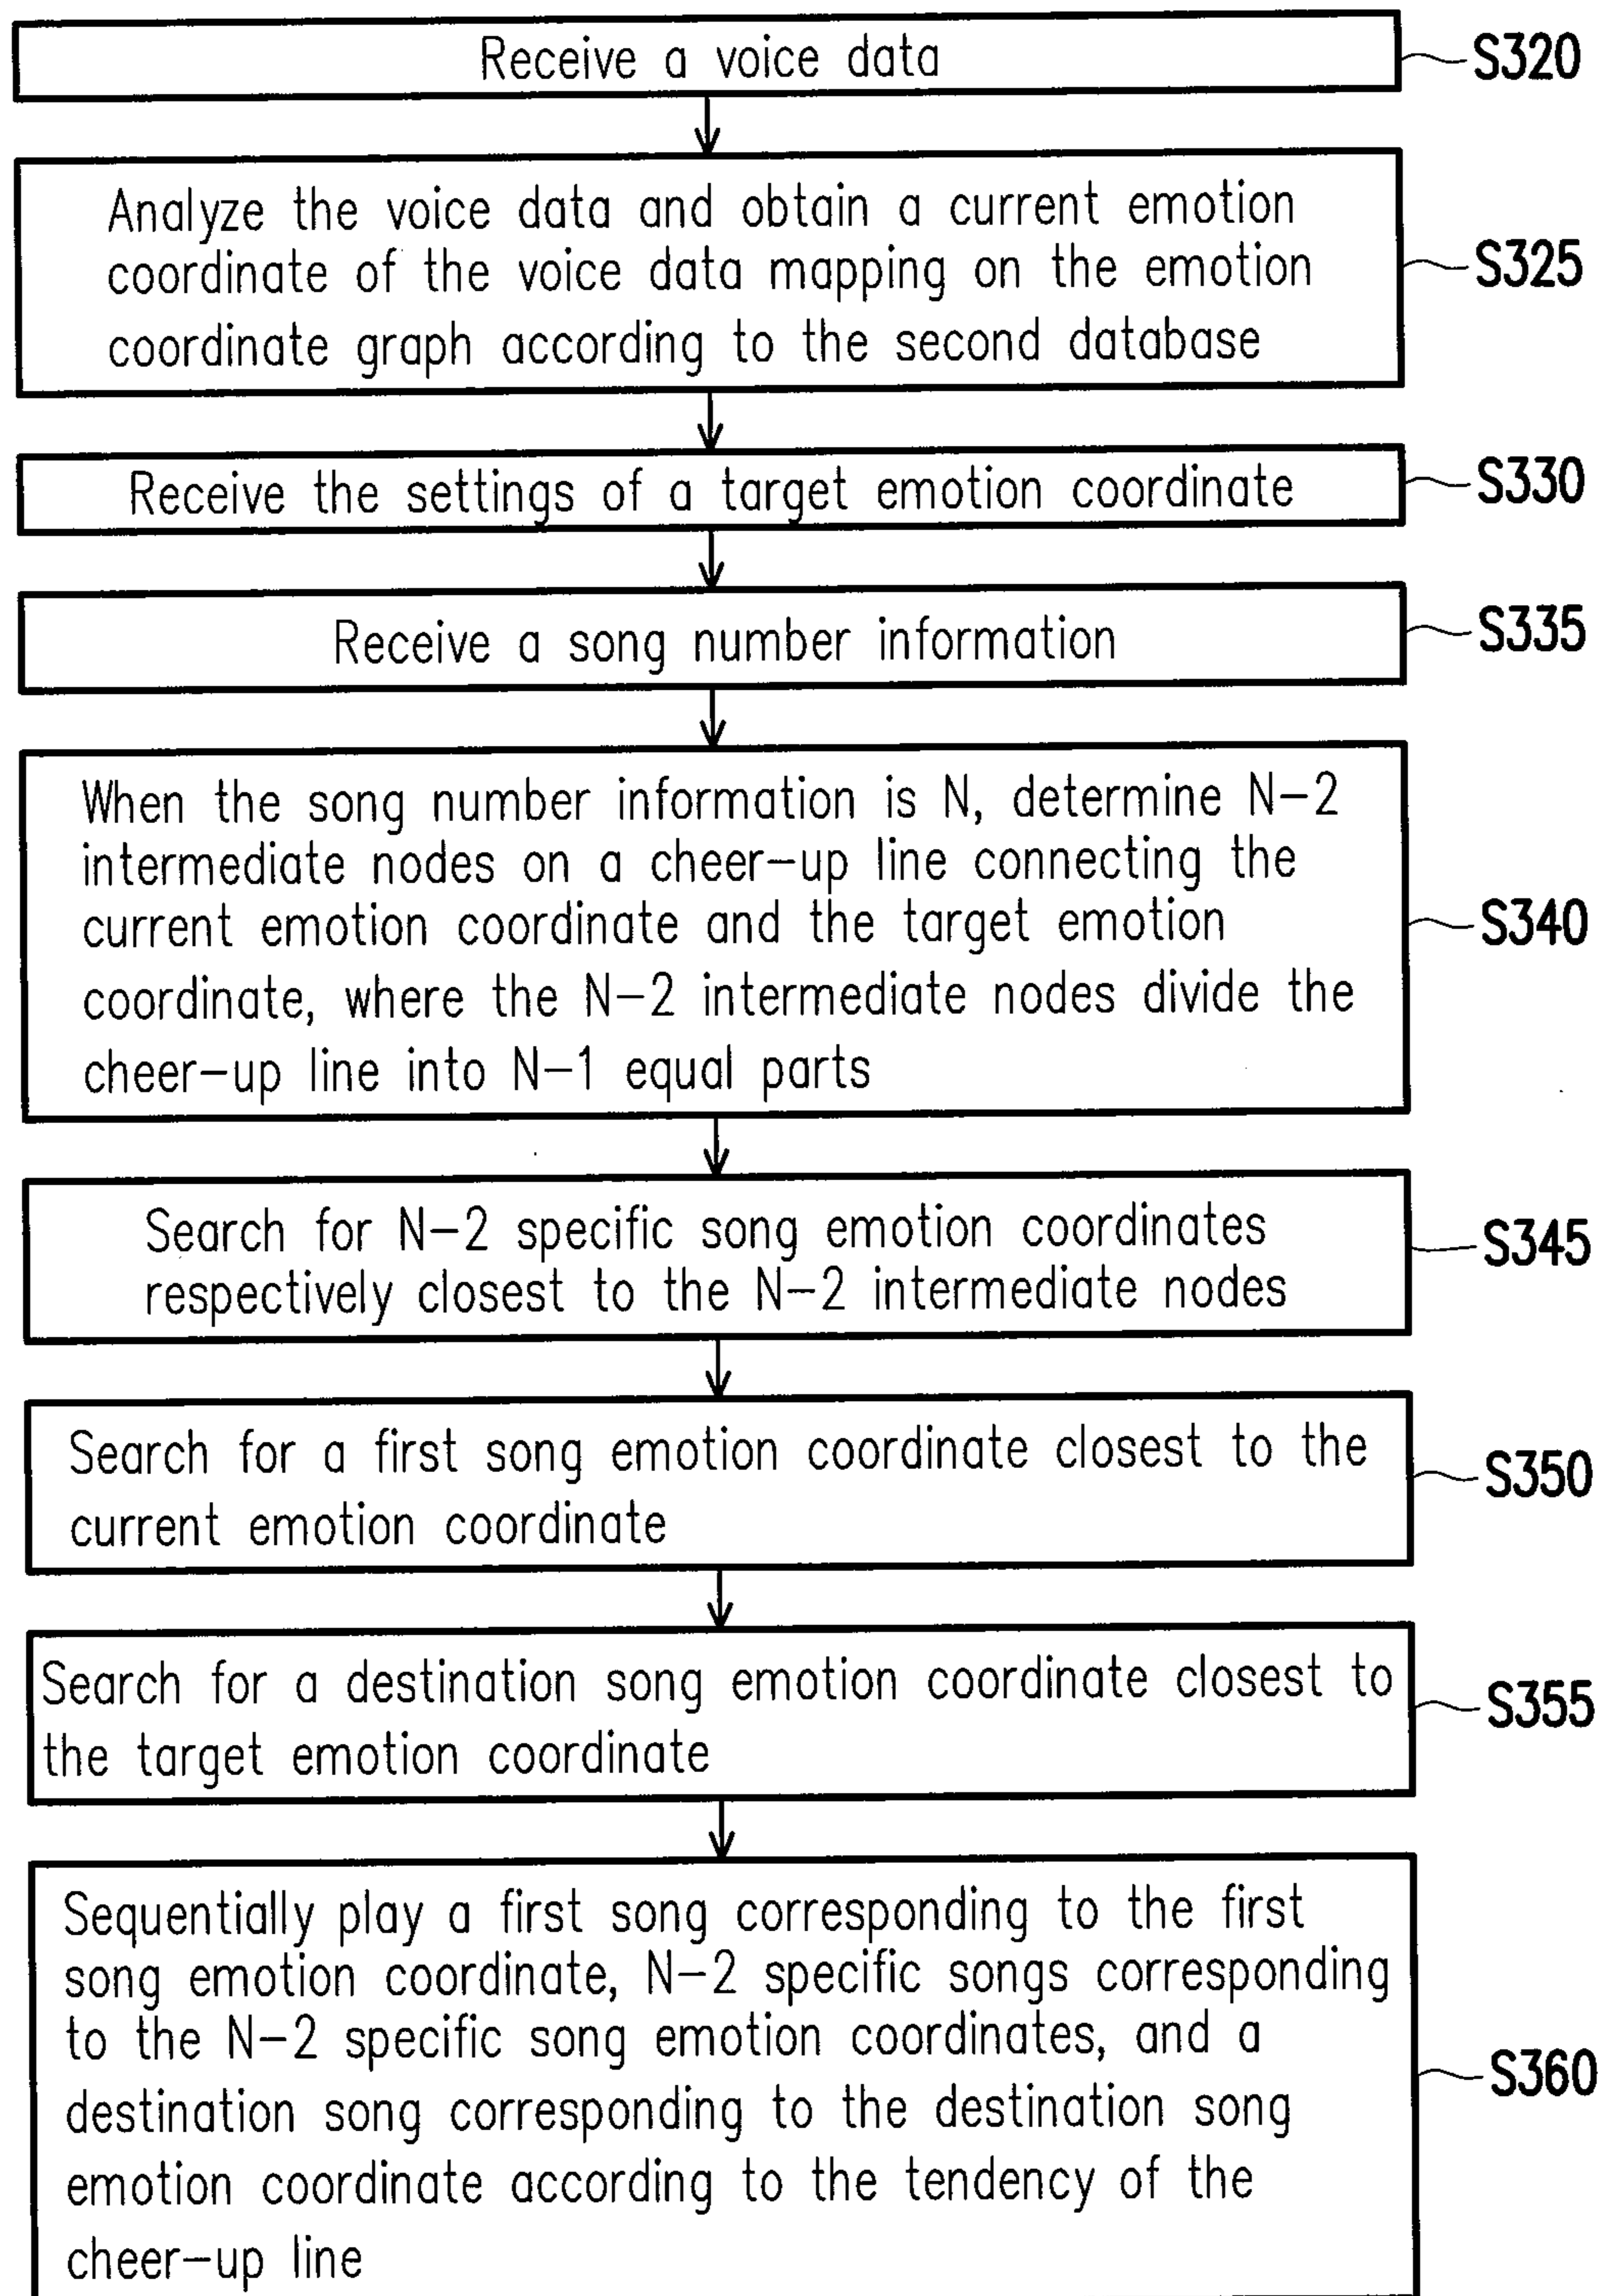 Receive a voice data
S320
Analyze the voice data and obtain a current emotion
coordinate of the voice data mapping on the emotion
coordinate graph according to the second database
S325
Receive the settings of a target emotion coordinate
S330
Receive a song number information
S335
When the song number information is N, determine N-2
intermediate nodes on a cheer-up line connecting the
current emotion coordinate and the target emotion
coordinate, where the N-2 intermediate nodes divide the
cheer-up line into N-1 equal parts
S340
Search for N-2 specific song emotion coordinates
respectively closest to the N-2 intermediate nodes
S345
Search for a first song emotion coordinate closest to the
current emotion coordinate
S350
Search for a destination song emotion coordinate closest to
the target emotion coordinate
S355
Sequentially play a first song corresponding to the first
song emotion coordinate, N-2 specific songs corresponding
to the N-2 specific song emotion coordinates, and a
destination song corresponding to the destination song
emotion coordinate according to the tendency of the
cheer-up line
S360